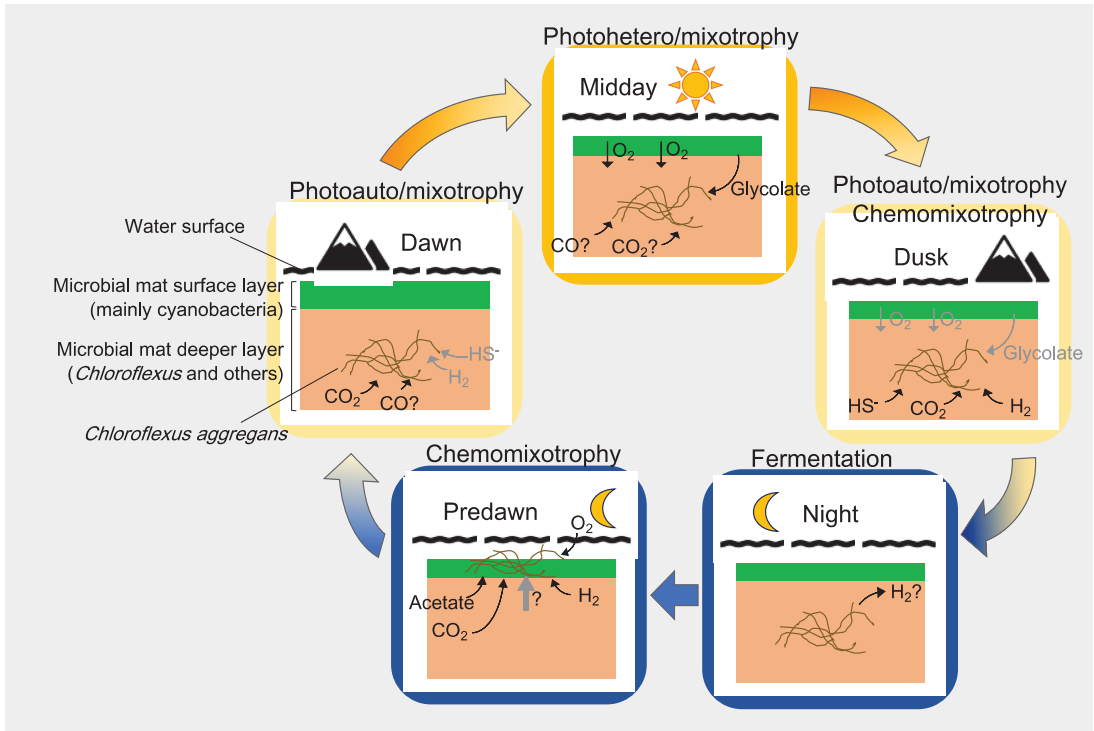 Photohetero/mixotrophy
Midday
O2
O2
Glycolate
CO?
CO2?
Photoauto/mixotrophy
Dawn
Water surface
Microbial mat surface layer
(mainly cyanobacteria)
Microbial mat deeper layer
(Chloroflexus and others)
Chloroflexus aggregans
HS-
H2
CO2
CO?
Photoauto/mixotrophy
Chemomixotrophy
Dusk
O2
O2
Glycolate
HS-
CO2
H2
Chemomixotrophy
Predawn
O2
Acetate
?
H2
CO2
Fermentation
Night
H2?